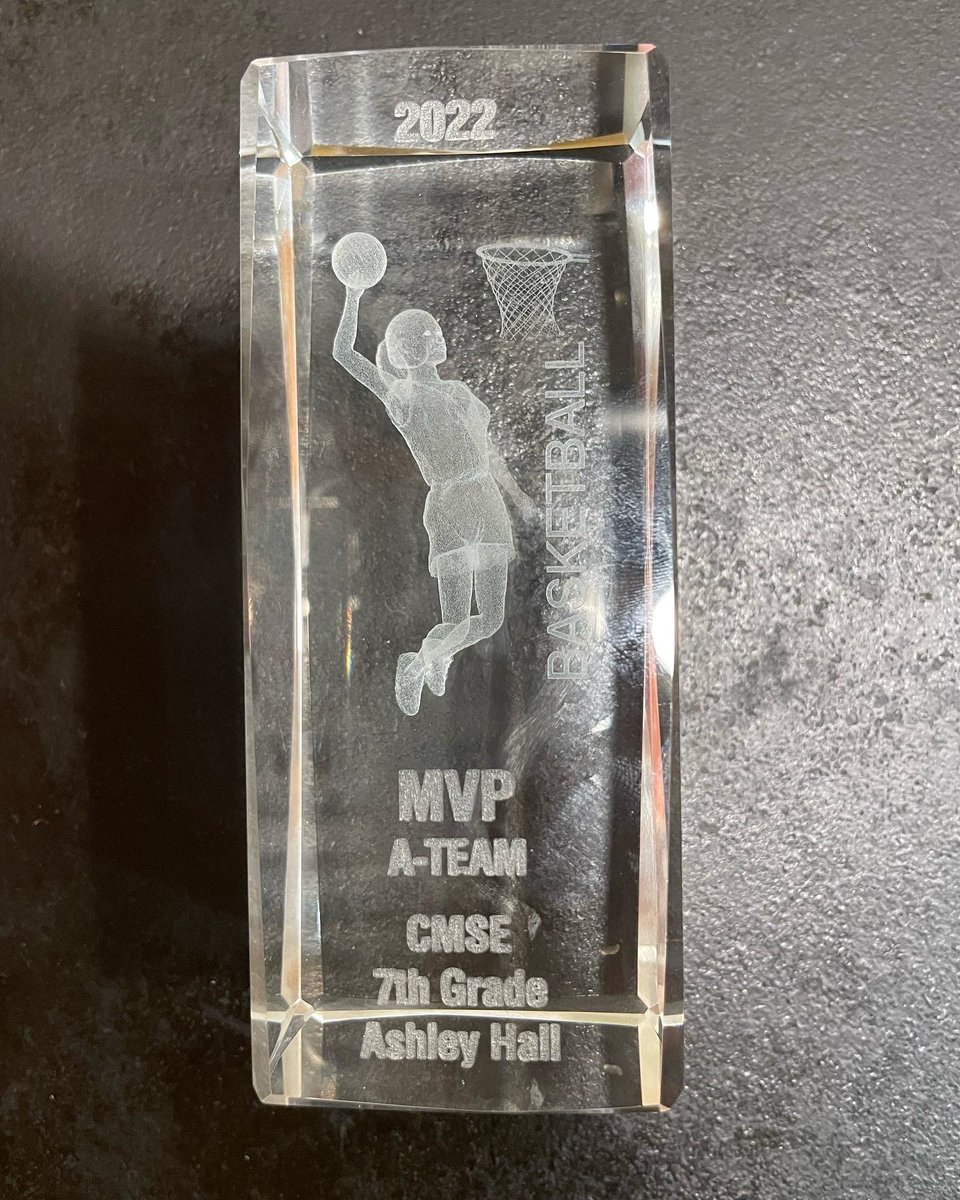 2022
BASKETBALL
MVP
A-TEAM
CMSE
7th Grade
Ashley Hall